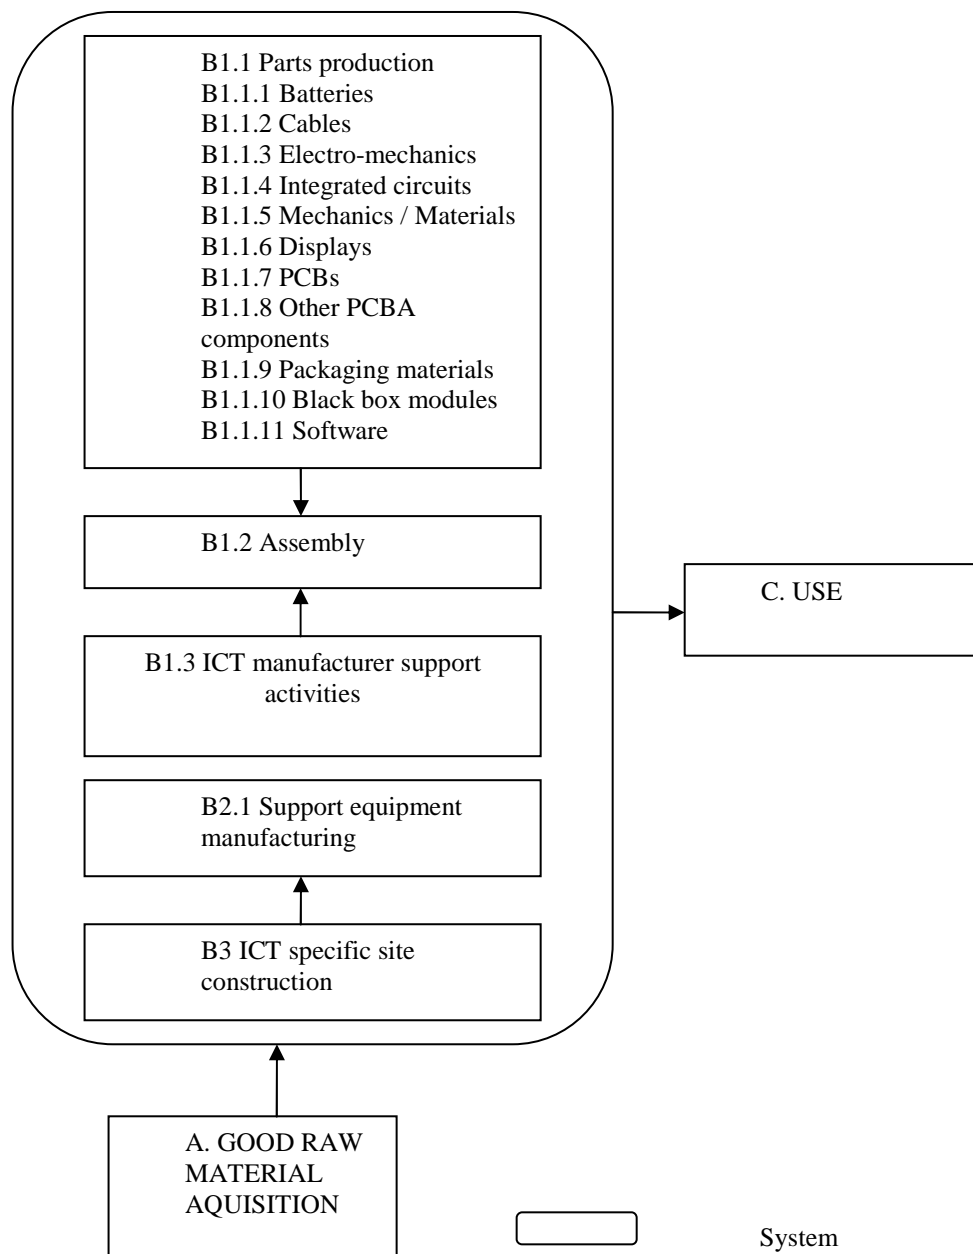 B1.1 Parts production
B1.1.1 Batteries
B1.1.2 Cables
B1.1.3 Electro-mechanics
B1.1.4 Integrated circuits
B1.1.5 Mechanics / Materials
B1.1.6 Displays
B1.1.7 PCBs
B1.1.8 Other PCBA
components
B1.1.9 Packaging materials
B1.1.10 Black box modules
B1.1.11 Software
B1.2 Assembly
C. USE
B1.3 ICT manufacturer support
activities
B2.1 Support equipment
manufacturing
B3 ICT specific site
construction
A. GOOD RAW
MATERIAL
AQUISITION
System